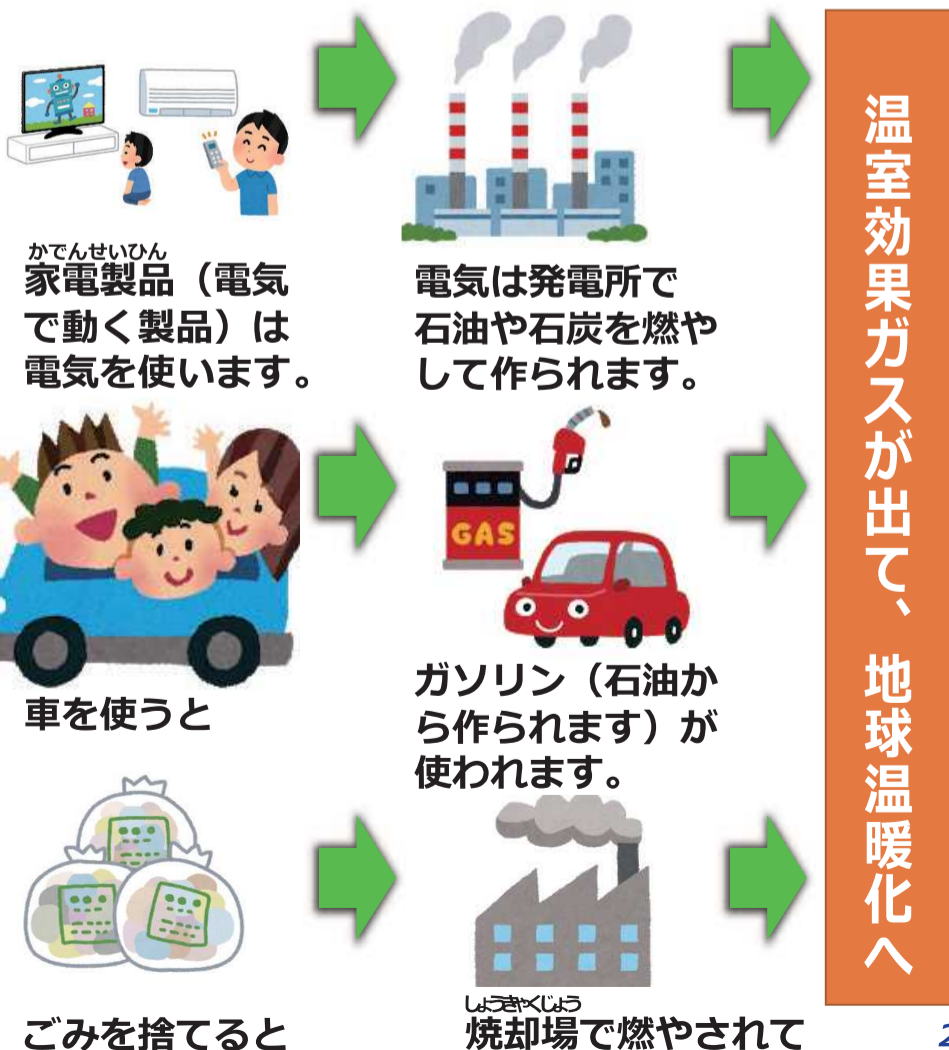 かでんせいひん
家電製品（電気
で動く製品）は
電気を使います。
電気は発電所で
石油や石炭を燃や
して作られます。
車を使うと
GAS
ガソリン（石油か
ら作られます）が
使われます。
ごみを捨てると
しょうきゃくじょう
焼却場で燃やされて
温室効果ガスが出て、地球温暖化へ
2